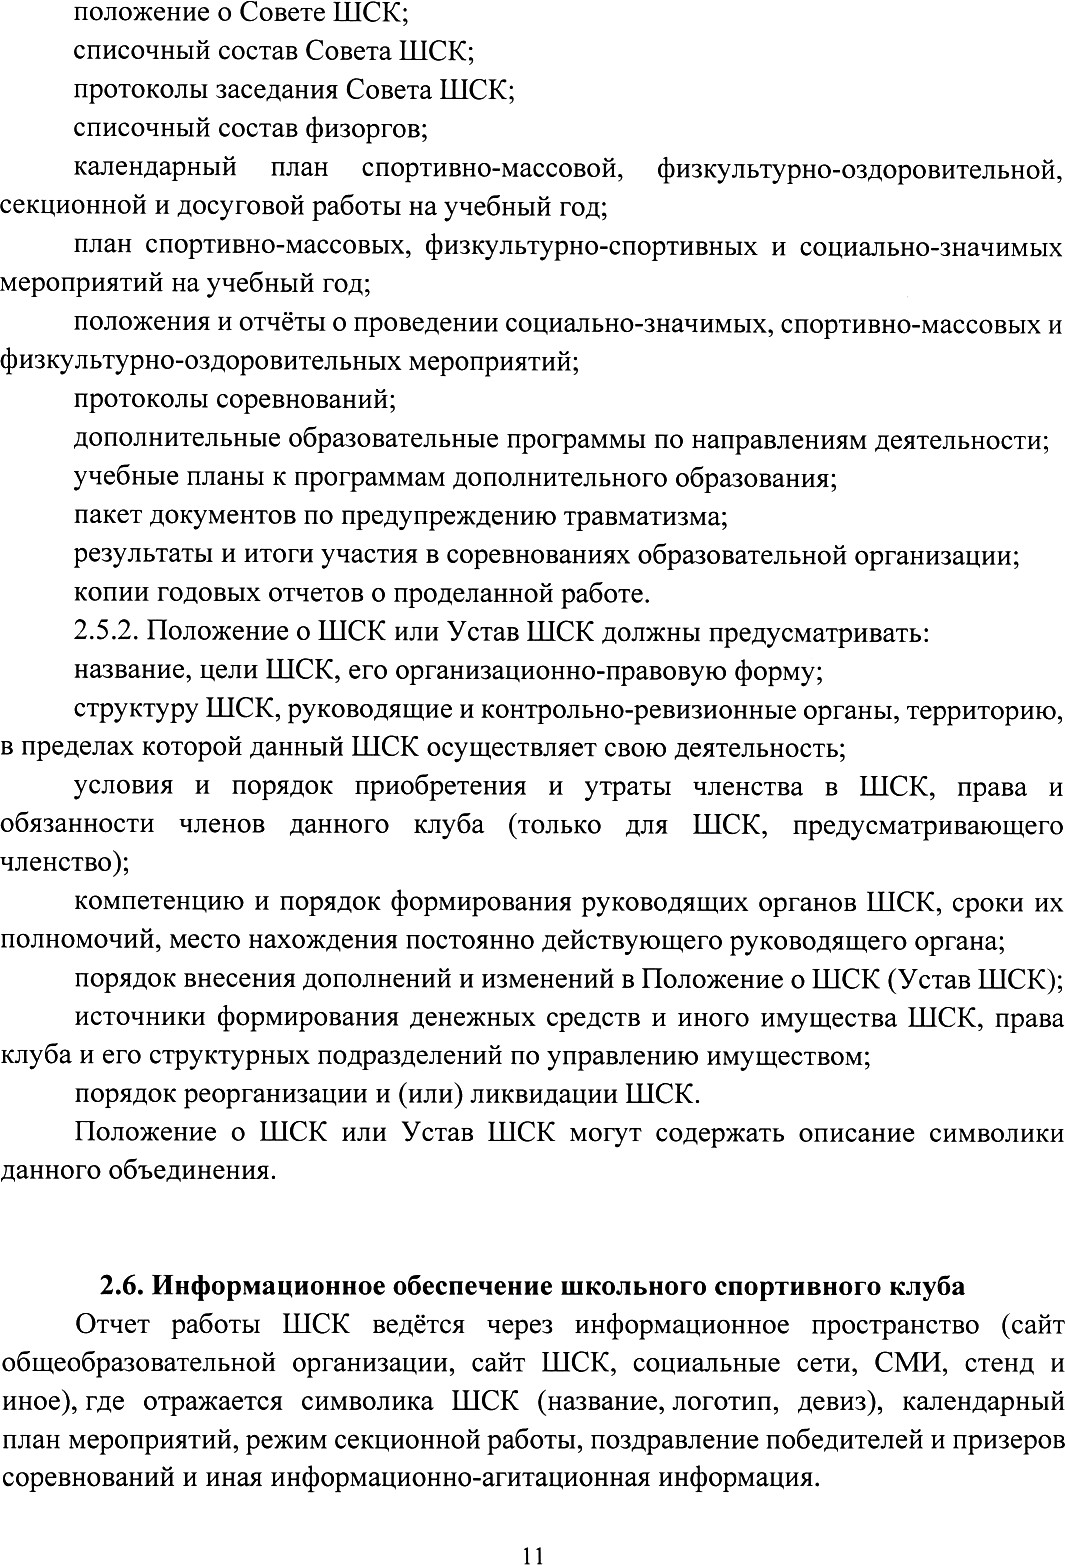 положение о Совете ШСК;
списочный состав Совета ШСК;
протоколы заседания Совета ШСК;
списочный состав физоргов;
календарный план спортивно-массовой, физкультурно-оздоровительной,
секционной и досуговой работы на учебный год;
план спортивно-массовых, физкультурно-спортивных и социально-значимых
мероприятий на учебный год;
положения и отчёты о проведении социально-значимых, спортивно-массовых и
физкультурно-оздоровительных мероприятий;
протоколы соревнований;
дополнительные образовательные программы по направлениям деятельности;
учебные планы к программам дополнительного образования;
пакет документов по предупреждению травматизма;
результаты и итоги участия в соревнованиях образовательной организации;
копии годовых отчетов о проделанной работе.
2.5.2. Положение о ШСК или Устав ШСК должны предусматривать:
название, цели ШСК, его организационно-правовую форму;
структуру ШСК, руководящие и контрольно-ревизионные органы, территорию,
в пределах которой данный ШСК осуществляет свою деятельность;
условия и порядок приобретения и утраты членства в ШСК, права и
обязанности членов данного клуба (только для ШСК, предусматривающего
членство);
компетенцию и порядок формирования руководящих органов ШСК, сроки их
полномочий, место нахождения постоянно действующего руководящего органа;
порядок внесения дополнений и изменений в Положение о ШСК (Устав ШСК);
источники формирования денежных средств и иного имущества ШСК, права
клуба и его структурных подразделений по управлению имуществом;
порядок реорганизации и (или) ликвидации ШСК.
Положение о ШСК или Устав ШСК могут содержать описание символики
данного объединения.
2.6. Информационное обеспечение школьного спортивного клуба
Отчет работы ШСК ведётся через информационное пространство (сайт
общеобразовательной организации, сайт ШСК, социальные сети, СМИ, стенд и
иное), где отражается символика ШСК (название, логотип, девиз), календарный
план мероприятий, режим секционной работы, поздравление победителей и призеров
соревнований и иная информационно-агитационная информация.
11